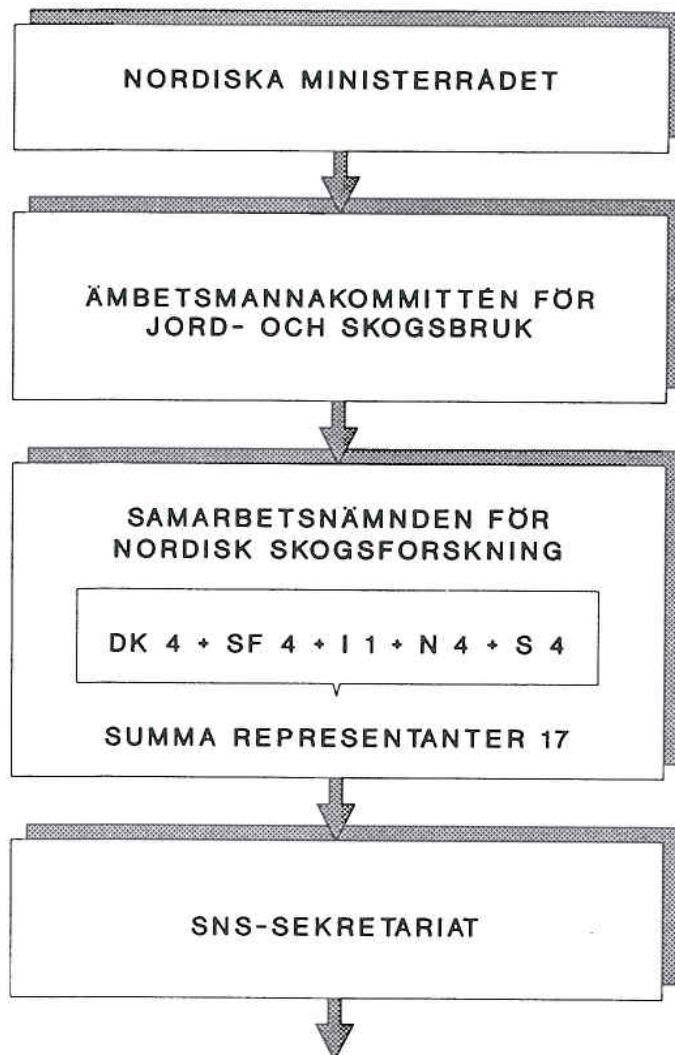 NORDISKA MINISTERRÅDET
ÄMBETSMANNAKOMMITTÉN FÖR
JORD- OCH SKOGSBRUK
SAMARBETSNÄMNDEN FÖR
NORDISK SKOGSFORSKNING
DK 4 + SF 4 + I 1 + N 4 + S 4
SUMMA REPRESENTANTER 17
SNS-SEKRETARIAT